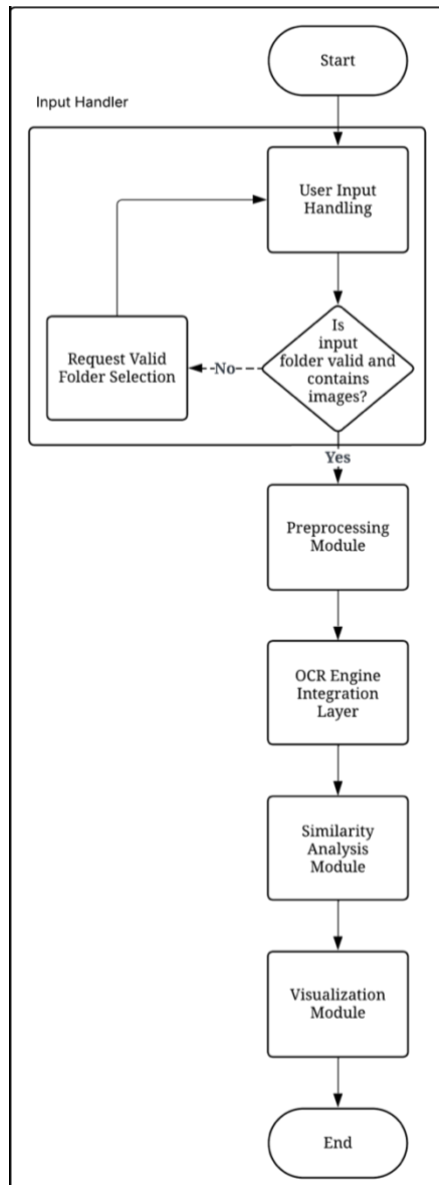 Start
Input Handler
User Input
Handling
Is
input
folder valid and
contains
images?
Request Valid
Folder Selection
No
Yes
Preprocessing
Module
OCR Engine
Integration
Layer
Similarity
Analysis
Module
Visualization
Module
End